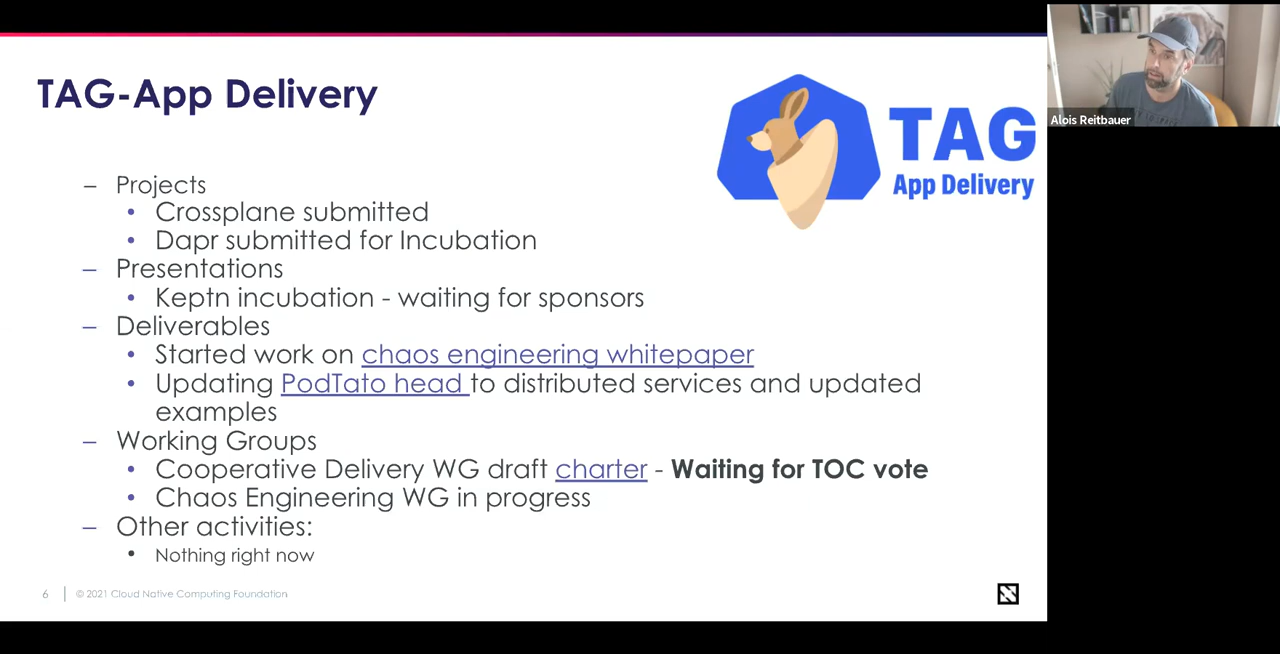 TAG-App Delivery
TAG
App Delivery
Alois Reitbauer
– Projects
• Crossplane submitted
• Dapr submitted for Incubation
– Presentations
• Keptn incubation - waiting for sponsors
– Deliverables
• Started work on chaos engineering whitepaper
• Updating PodTato head to distributed services and updated
examples
– Working Groups
• Cooperative Delivery WG draft charter - Waiting for TOC vote
• Chaos Engineering WG in progress
– Other activities:
• Nothing right now
6 | © 2021 Cloud Native Computing Foundation